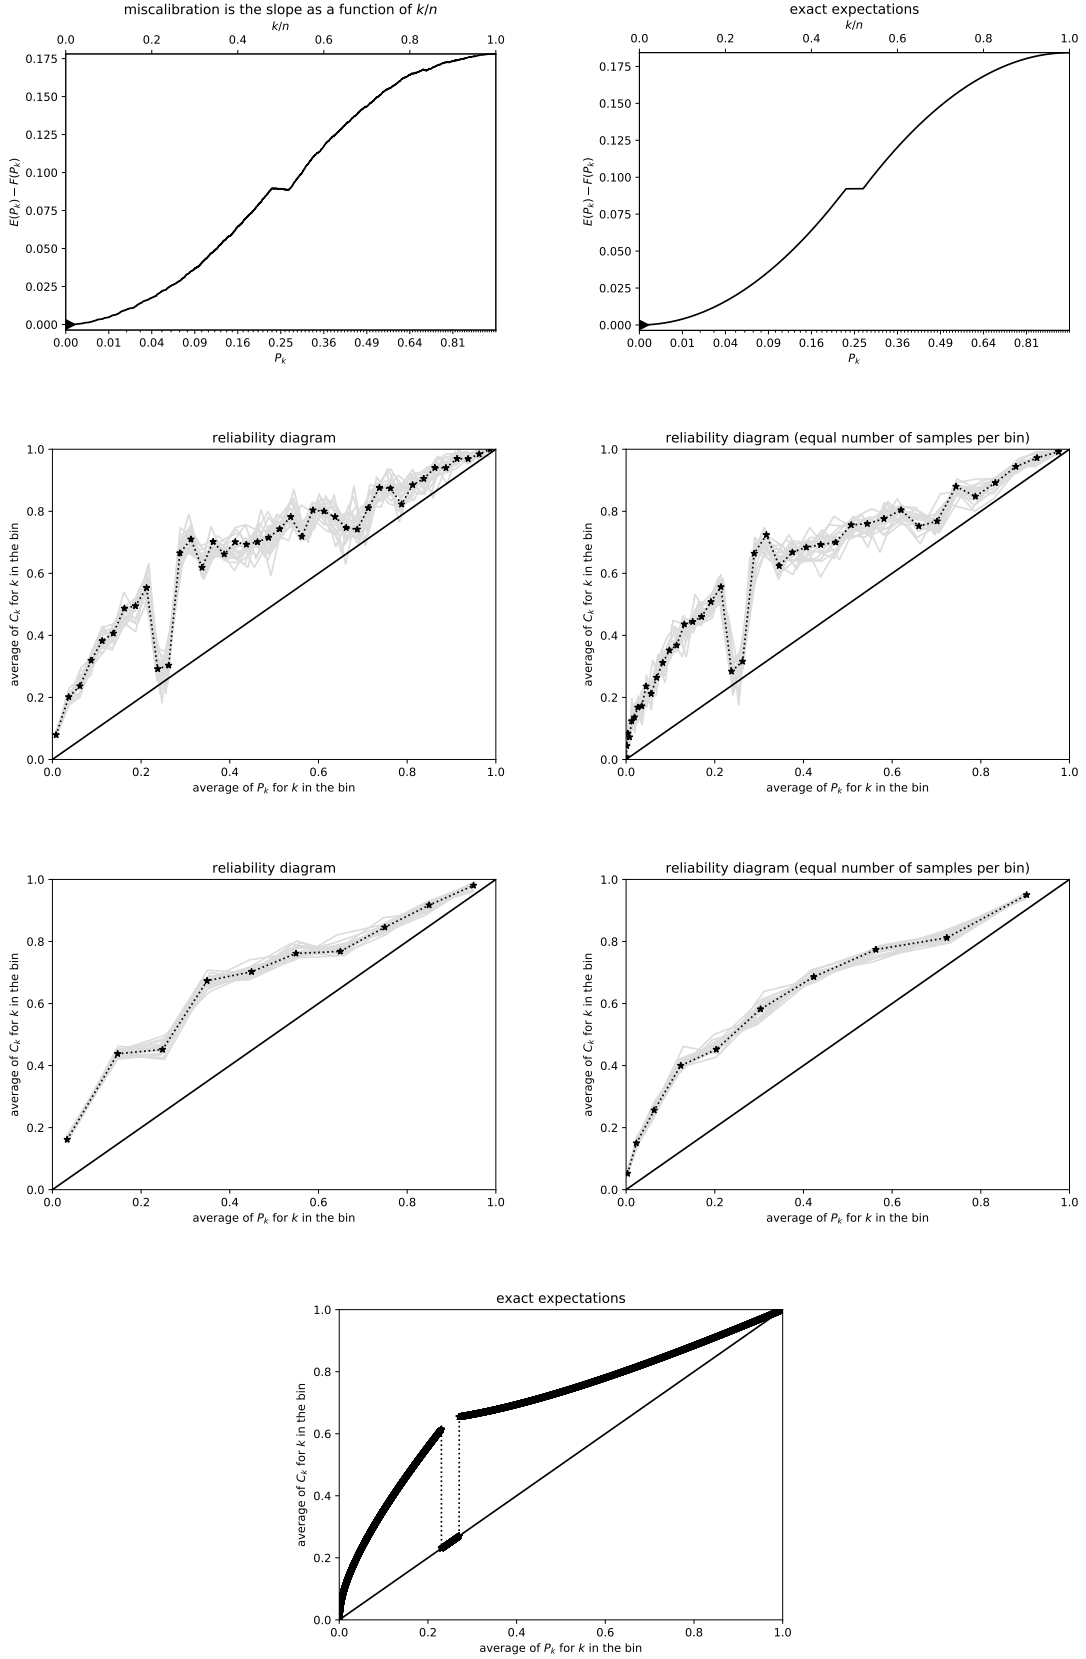 miscalibration is the slope as a function of k/n
k/n
0.0 0.2 0.4 0.6 0.8 1.0
E(P_k) − F(P_k)
0.175
0.150
0.125
0.100
0.075
0.050
0.025
0.000
0.00 0.01 0.04 0.09 0.16 0.25 0.36 0.49 0.64 0.81
P_k
exact expectations
k/n
0.0 0.2 0.4 0.6 0.8 1.0
E(P_k) − F(P_k)
0.175
0.150
0.125
0.100
0.075
0.050
0.025
0.000
0.00 0.01 0.04 0.09 0.16 0.25 0.36 0.49 0.64 0.81
P_k
reliability diagram
average of C_k for k in the bin
1.0
0.8
0.6
0.4
0.2
0.0
0.0 0.2 0.4 0.6 0.8 1.0
average of P_k for k in the bin
reliability diagram (equal number of samples per bin)
average of C_k for k in the bin
1.0
0.8
0.6
0.4
0.2
0.0
0.0 0.2 0.4 0.6 0.8 1.0
average of P_k for k in the bin
reliability diagram
average of C_k for k in the bin
1.0
0.8
0.6
0.4
0.2
0.0
0.0 0.2 0.4 0.6 0.8 1.0
average of P_k for k in the bin
reliability diagram (equal number of samples per bin)
average of C_k for k in the bin
1.0
0.8
0.6
0.4
0.2
0.0
0.0 0.2 0.4 0.6 0.8 1.0
average of P_k for k in the bin
exact expectations
average of C_k for k in the bin
1.0
0.8
0.6
0.4
0.2
0.0
0.0 0.2 0.4 0.6 0.8 1.0
average of P_k for k in the bin